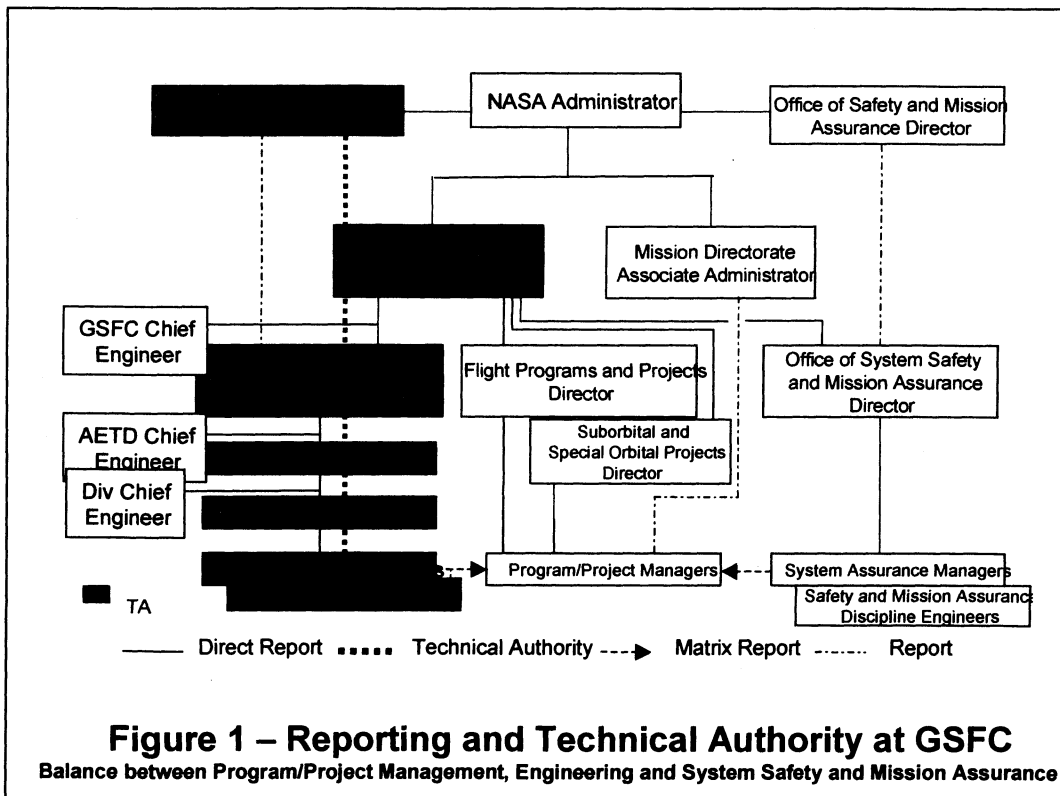 NASA Administrator
Office of Safety and Mission
Assurance Director
Mission Directorate
Associate Administrator
GSFC Chief
Engineer
Flight Programs and Projects
Director
Office of System Safety
and Mission Assurance
Director
AETD Chief
Engineer
Suborbital and
Special Orbital Projects
Director
Div Chief
Engineer
Program/Project Managers
System Assurance Managers
Safety and Mission Assurance
Discipline Engineers
TA
Direct Report
Technical Authority
Matrix Report
Report
Figure 1 – Reporting and Technical Authority at GSFC
Balance between Program/Project Management, Engineering and System Safety and Mission Assurance